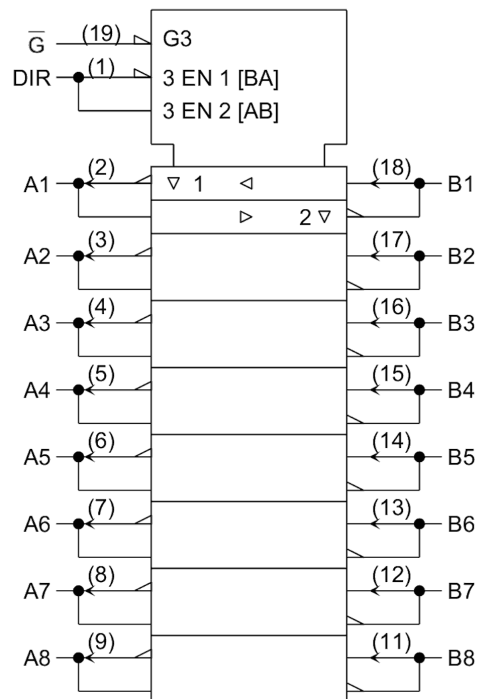 G̅ (19) G3
DIR (1) 3 EN 1 [BA]
3 EN 2 [AB]
A1 (2) ▽ 1 ◁ (18) B1
▷ 2 ▽
A2 (3) (17) B2
A3 (4) (16) B3
A4 (5) (15) B4
A5 (6) (14) B5
A6 (7) (13) B6
A7 (8) (12) B7
A8 (9) (11) B8